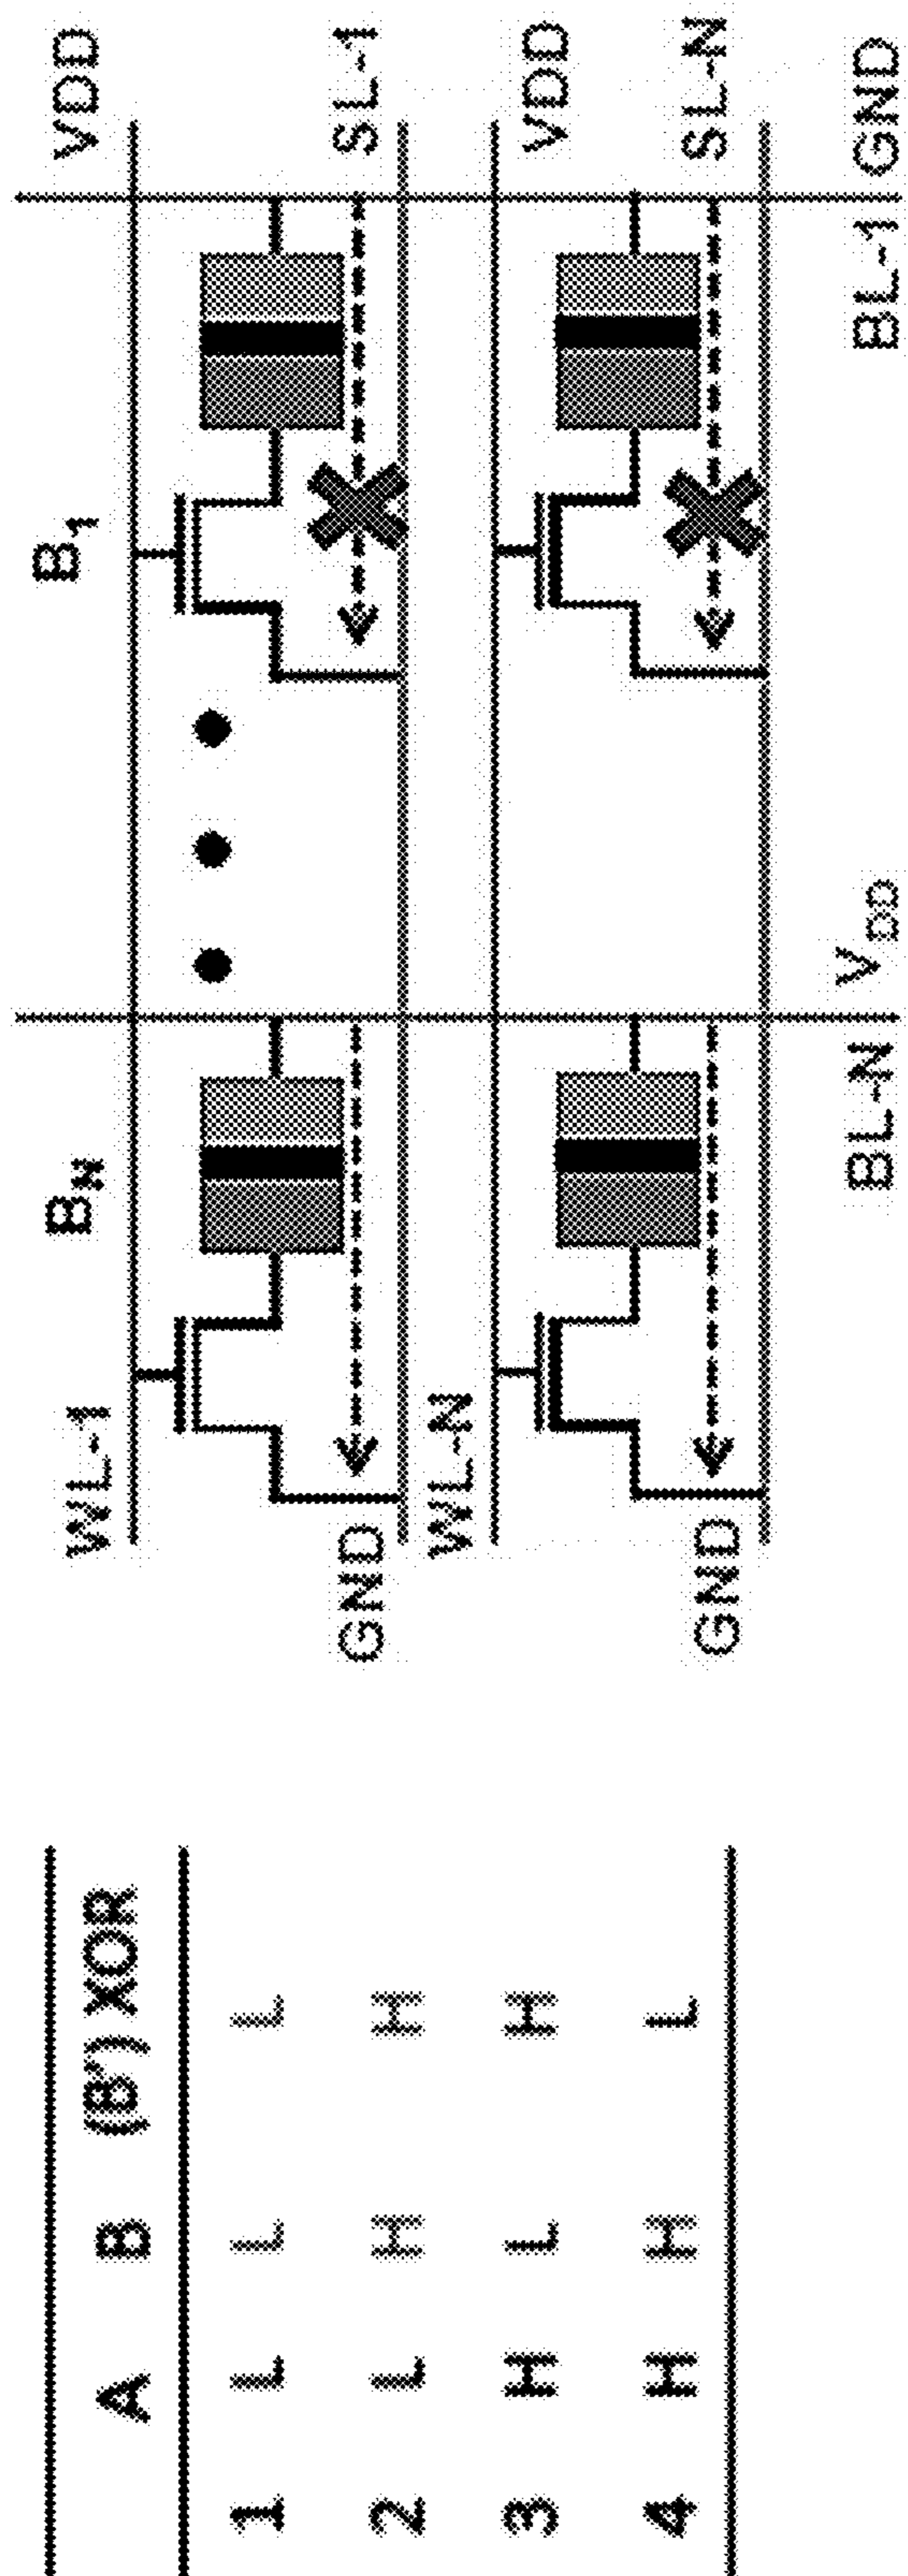 A B (B') XOR
1 L L L
2 L H H
3 H L H
4 H H L
B_N B_1
WL-I VDD
GND SL-1
WL-N VDD
GND SL-N
BL-N V_DD BL-1 GND